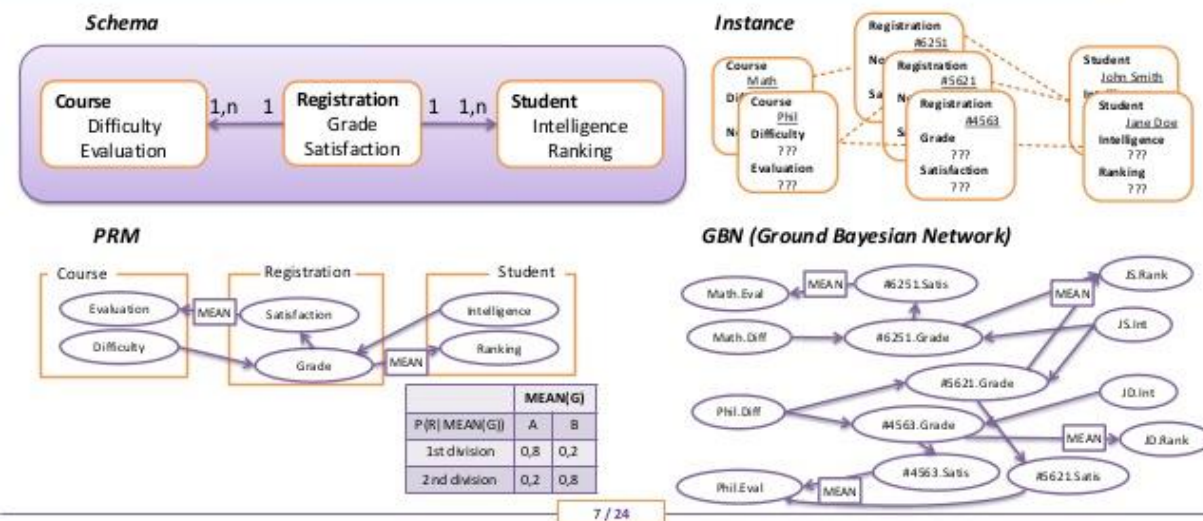 Schema
Course
Difficulty
Evaluation
1,n
1
Registration
Grade
Satisfaction
1
1,n
Student
Intelligence
Ranking
Instance
Registration
#6251
No
Sa
Course
Math
Dif
No
Registration
#5621
No
S
Student
John Smith
Course
Phil
Difficulty
???
Evaluation
???
Registration
#4563
Grade
???
Satisfaction
???
Student
Jane Doe
Intelligence
???
Ranking
???
PRM
Course
Registration
Student
Evaluation
MEAN
Satisfaction
Intelligence
Difficulty
Grade
MEAN
Ranking
MEAN(G)
P(R|MEAN(G)) A B
1st division 0,8 0,2
2nd division 0,2 0,8
GBN (Ground Bayesian Network)
Math.Eval
MEAN
#6251.Satis
MEAN
JS.Rank
Math.Diff
#6251.Grade
JS.Int
#5621.Grade
Phil.Diff
JD.Int
#4563.Grade
MEAN
JD.Rank
#4563.Satis
#5621.Satis
Phil.Eval
MEAN
7 / 24